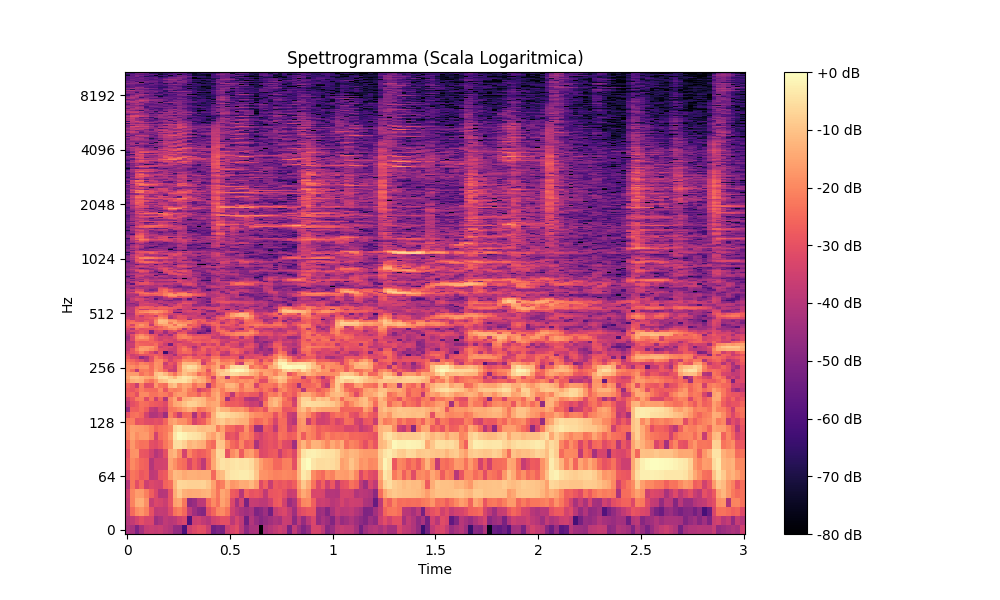 Spettrogramma (Scala Logaritmica)
8192
4096
2048
1024
512
256
128
64
0
Hz
0
0.5
1
1.5
2
2.5
3
Time
+0 dB
-10 dB
-20 dB
-30 dB
-40 dB
-50 dB
-60 dB
-70 dB
-80 dB